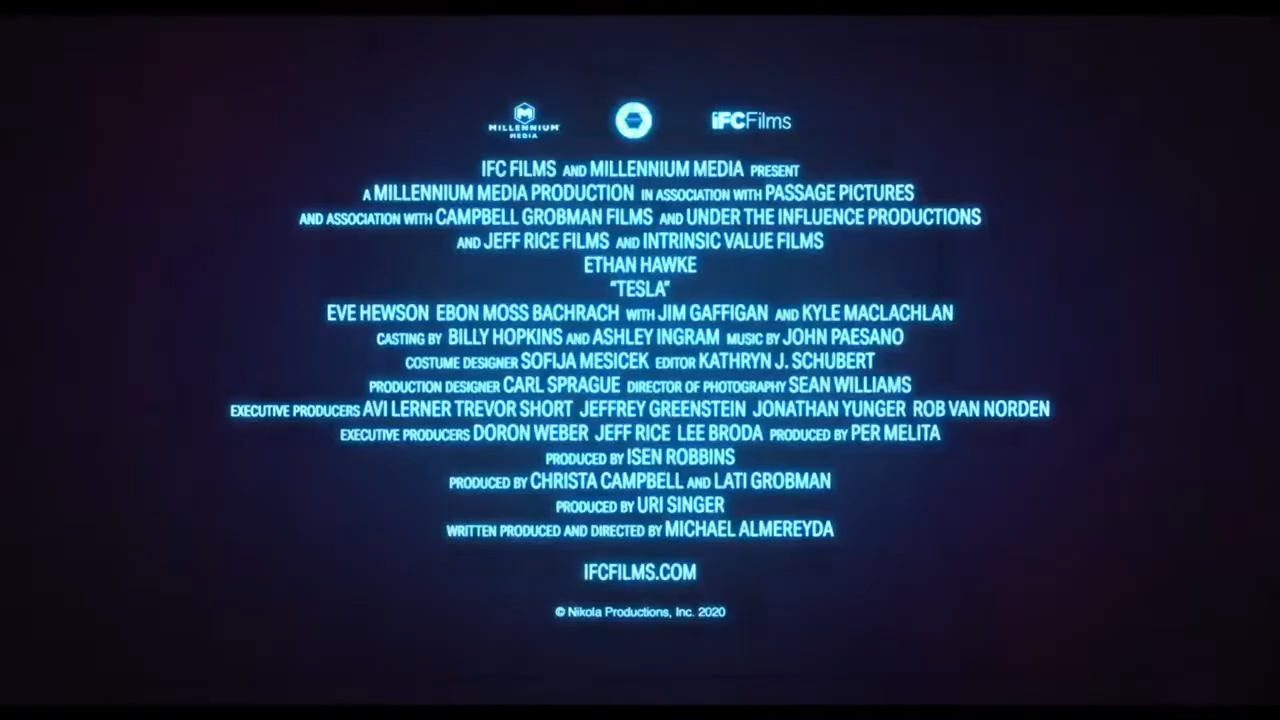 MILLENNIUM
MEDIA
iFCFilms
IFC FILMS AND MILLENNIUM MEDIA PRESENT
A MILLENNIUM MEDIA PRODUCTION IN ASSOCIATION WITH PASSAGE PICTURES
AND ASSOCIATION WITH CAMPBELL GROBMAN FILMS AND UNDER THE INFLUENCE PRODUCTIONS
AND JEFF RICE FILMS AND INTRINSIC VALUE FILMS
ETHAN HAWKE
"TESLA"
EVE HEWSON EBON MOSS BACHRACH WITH JIM GAFFIGAN AND KYLE MACLACHLAN
CASTING BY BILLY HOPKINS AND ASHLEY INGRAM MUSIC BY JOHN PAESANO
COSTUME DESIGNER SOFIJA MESICEK EDITOR KATHRYN J. SCHUBERT
PRODUCTION DESIGNER CARL SPRAGUE DIRECTOR OF PHOTOGRAPHY SEAN WILLIAMS
EXECUTIVE PRODUCERS AVI LERNER TREVOR SHORT JEFFREY GREENSTEIN JONATHAN YUNGER ROB VAN NORDEN
EXECUTIVE PRODUCERS DORON WEBER JEFF RICE LEE BRODA PRODUCED BY PER MELITA
PRODUCED BY ISEN ROBBINS
PRODUCED BY CHRISTA CAMPBELL AND LATI GROBMAN
PRODUCED BY URI SINGER
WRITTEN PRODUCED AND DIRECTED BY MICHAEL ALMEREYDA
IFCFILMS.COM
© Nikola Productions, Inc. 2020